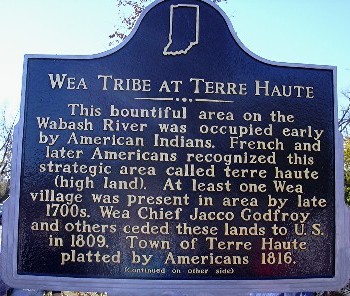 WEA TRIBE AT TERRE HAUTE
This bountiful area on the
Wabash River was occupied early
by American Indians. French and
later Americans recognized this
strategic area called terre haute
(high land). At least one Wea
village was present in area by late
1700s. Wea Chief Jacco Godfroy
and others ceded these lands to U.S.
in 1809. Town of Terre Haute
platted by Americans 1816.
(Continued on other side)